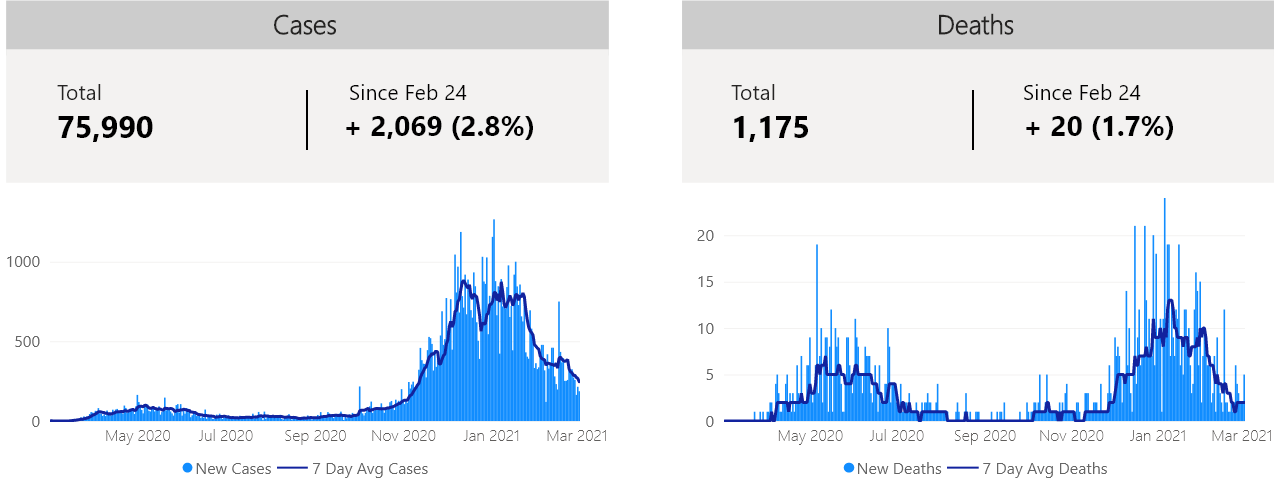 Cases
Total
75,990
Since Feb 24
+ 2,069 (2.8%)
1000
500
0
May 2020 Jul 2020 Sep 2020 Nov 2020 Jan 2021 Mar 2021
New Cases 7 Day Avg Cases
Deaths
Total
1,175
Since Feb 24
+ 20 (1.7%)
20
15
10
5
0
May 2020 Jul 2020 Sep 2020 Nov 2020 Jan 2021 Mar 2021
New Deaths 7 Day Avg Deaths